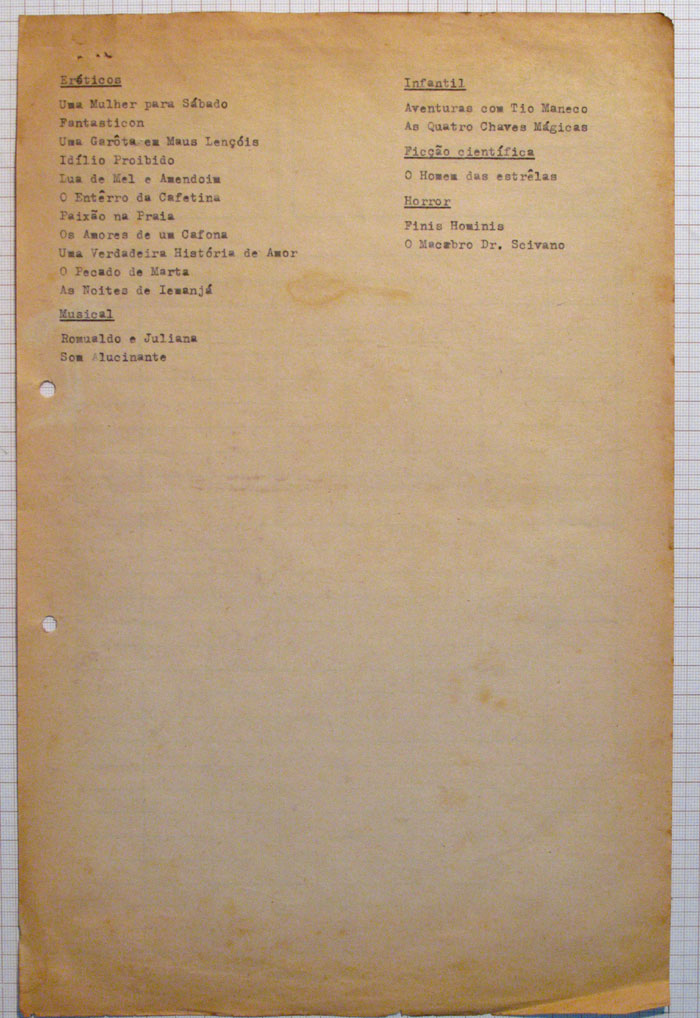 Eróticos
Uma Mulher para Sábado
Fantasticon
Uma Garôta em Maus Lençóis
Idílio Proibido
Lua de Mel e Amendoim
O Entêrro da Cafetina
Paixão na Praia
Os Amores de um Cafona
Uma Verdadeira História de Amor
O Pecado de Marta
As Noites de Iemanjá
Musical
Romualdo e Juliana
Som Alucinante
Infantil
Aventuras com Tio Maneco
As Quatro Chaves Mágicas
Ficção científica
O Homem das estrêlas
Horror
Finis Hominis
O Macabro Dr. Scivano